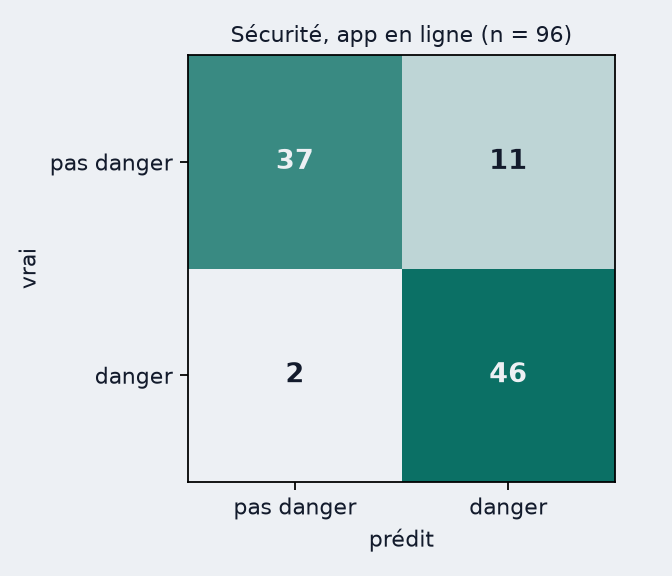 Sécurité, app en ligne (n = 96)
pas danger
37
11
vrai
danger
2
46
pas danger
danger
prédit